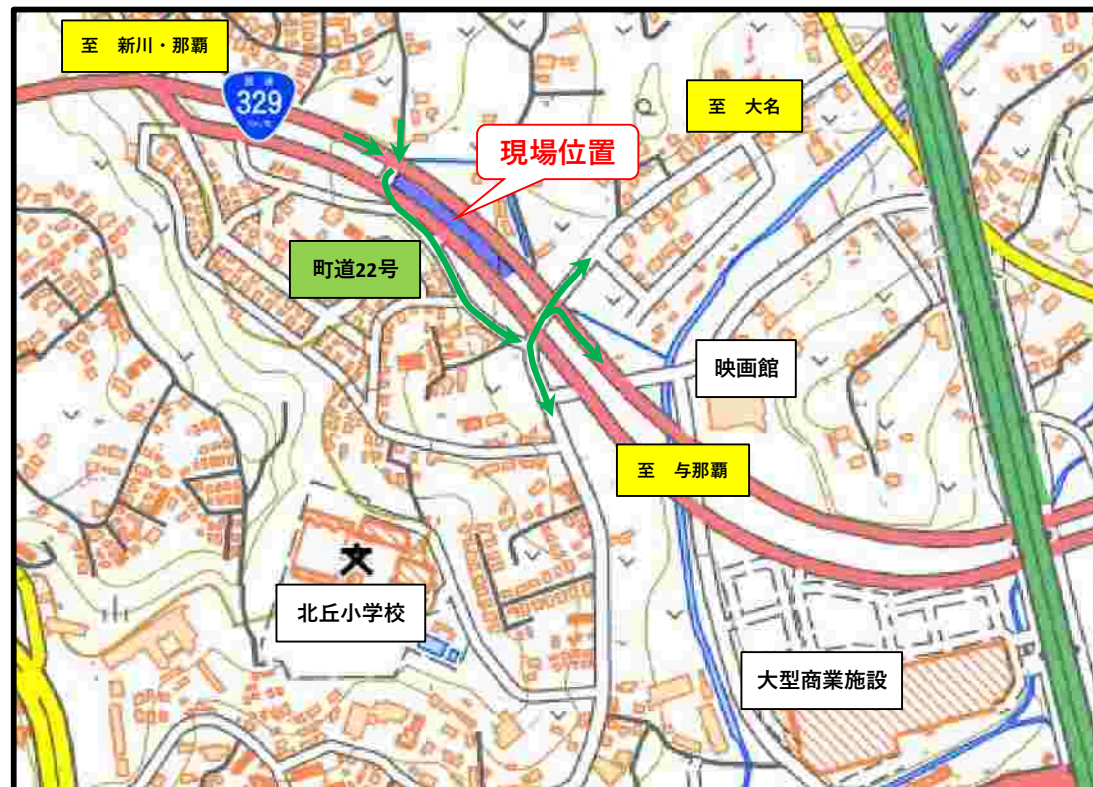 至 新川・那覇
329
至 大名
現場位置
町道22号
映画館
至 与那覇
文
北丘小学校
大型商業施設